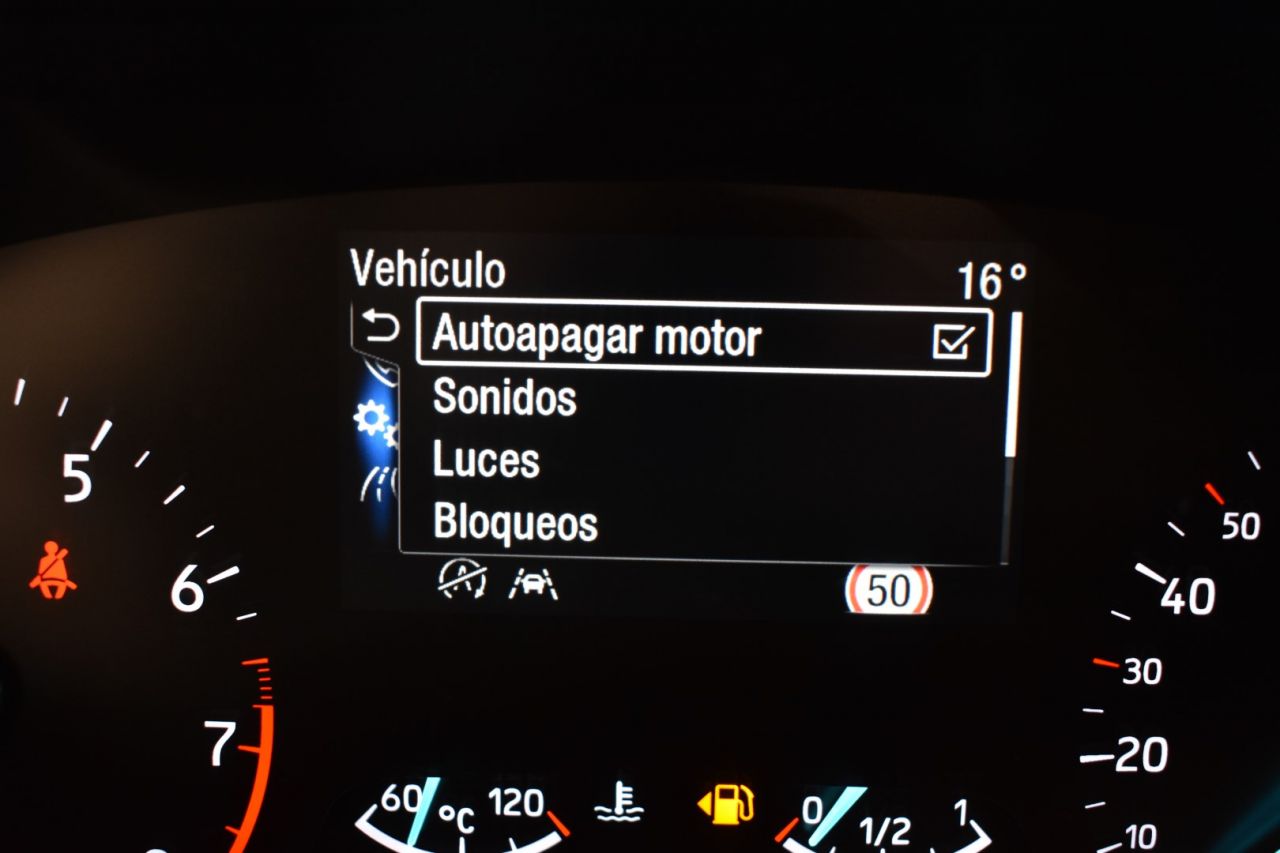 Vehículo 16°
Autoapagar motor
Sonidos
Luces
Bloqueos
A
50
5
6
7
50
40
30
20
10
60 °C 120
0 1/2 1